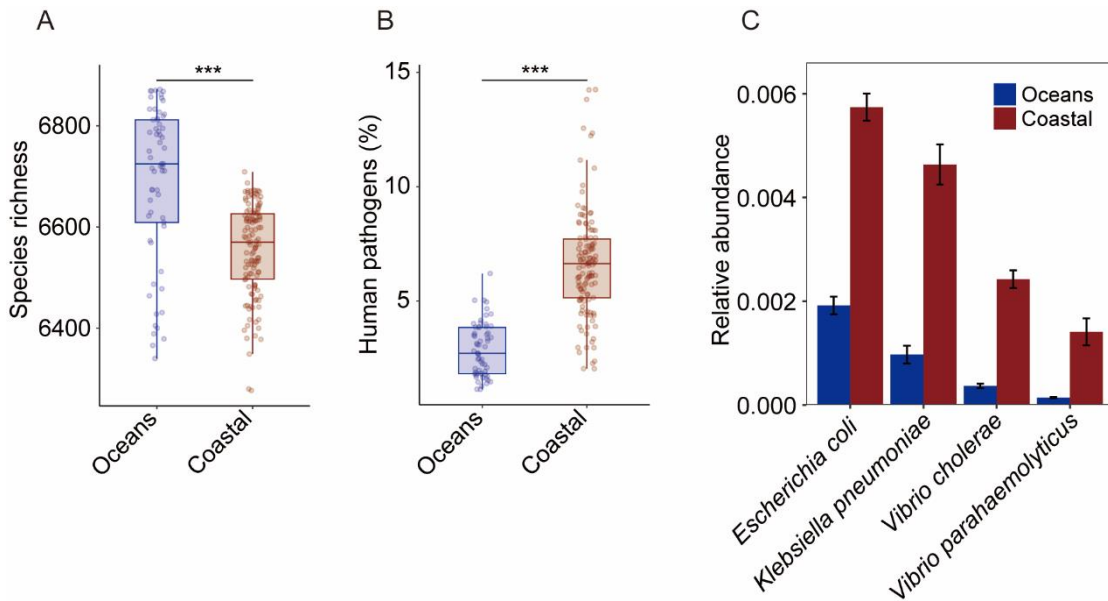 A
***
Species richness
6800
6600
6400
Oceans
Coastal
B
***
Human pathogens (%)
15
10
5
Oceans
Coastal
C
Oceans
Coastal
Relative abundance
0.006
0.004
0.002
0.000
Escherichia coli
Klebsiella pneumoniae
Vibrio cholerae
Vibrio parahaemolyticus